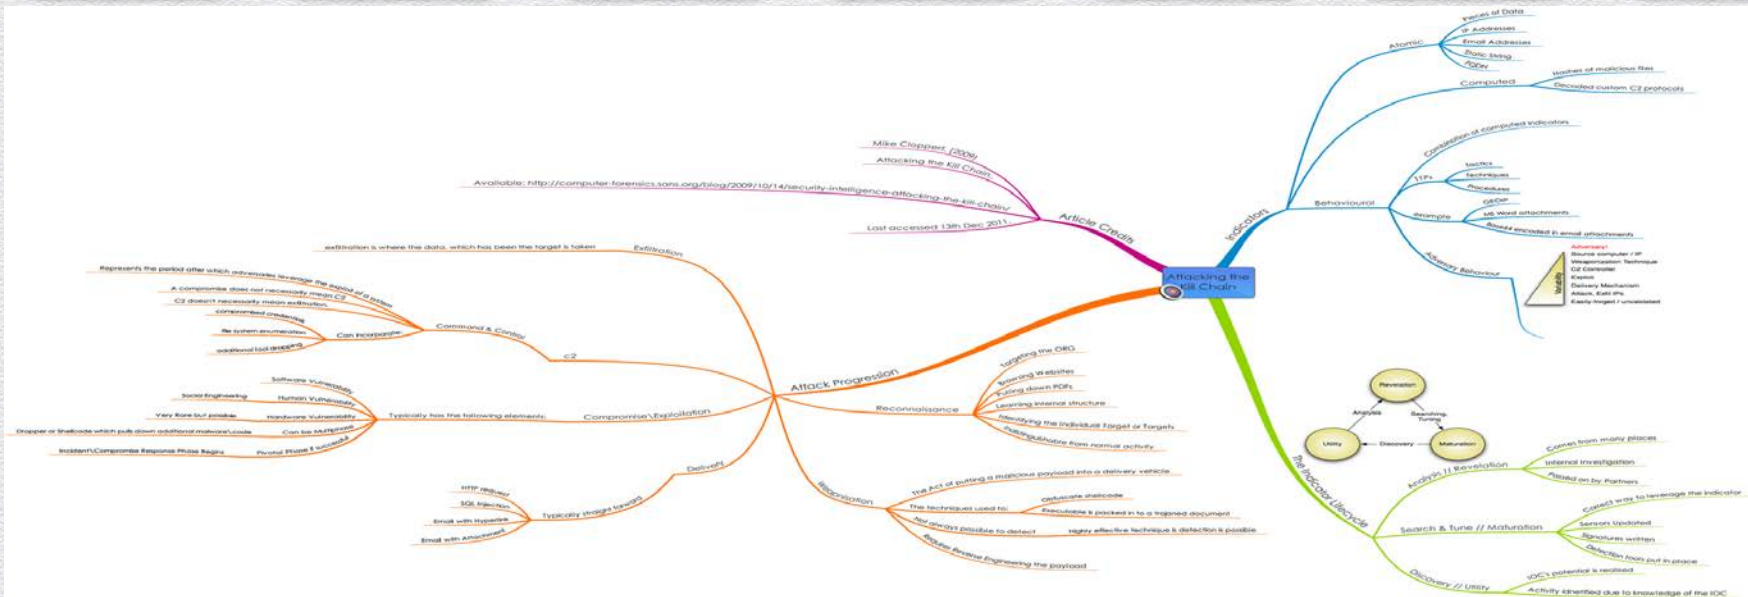 Attacking the
Kill Chain
Article Credits
Mike Cloppert, (2009)
Attacking the Kill Chain.
Available: http://computer-forensics.sans.org/blog/2009/10/14/security-intelligence-attacking-the-kill-chain/
Last accessed 13th Dec 2011.
Indicators
Atomic
Pieces of Data
IP Addresses
Email Addresses
Static String
FQDN
Computed
Hashes of malicious files
Decoded custom C2 protocols
Behavioural
Combination of computed indicators
TTPs
Tactics
Techniques
Procedures
example
GEOIP
MS Word attachments
Base64 encoded in email attachments
Adversary Behaviour
Variability
Adversary!
Source computer / IP
Weaponization Technique
C2 Controller
Exploit
Delivery Mechanism
Attack, Exfil IPs
Easily-forged / unvalidated
Attack Progression
Exfiltration
exfiltration is where the data, which has been the target is taken
c2
Command & Control
Represents the period after which adversaries leverage the exploit of a system
A compromise does not necessarily mean C2
C2 doesn't necessarily mean exfiltration.
Can incorporate:
compromised credentials
file system enumeration
additional tool dropping
Compromise\Exploitation
Typically has the following elements:
Software Vulnerability
Human Vulnerability
Social Engineering
Hardware Vulnerability
Very Rare but possible
Can be Multiphase
Dropper or Shellcode which pulls down additional malware\code
Pivotal Phase if succesful
Incident\Compromise Response Phase Begins
Delivery
Typically straight forward
HTTP request
SQL Injection
Email with Hyperlink
Email with Attachment
Reconnaissance
Targeting the ORG
Browsing Websites
Pulling down PDFs
Learning internal structure
Identifying the Individual Target or Targets
Indistinguishable from normal activity
Weaponisation
The Act of putting a malicious payload into a delivery vehicle
The techniques used to:
Obfuscate shellcode
Executable is packed in to a trojaned document
Not always possible to detect
Highly effective technique is detection is possible
Requires Reverse Engineering the payload
The Indicator Lifecycle
Revelation
Analysis
Searching,
Tuning
Utility
Discovery
Maturation
Analysis // Revelation
Comes from many places
Internal Investigation
Passed on by Partners
Search & Tune // Maturation
Correct way to leverage the indicator
Sensors Updated
Signatures written
Detection tools put in place
Discovery // Utility
IOC's potential is realised
Activity identified due to knowledge of the IOC